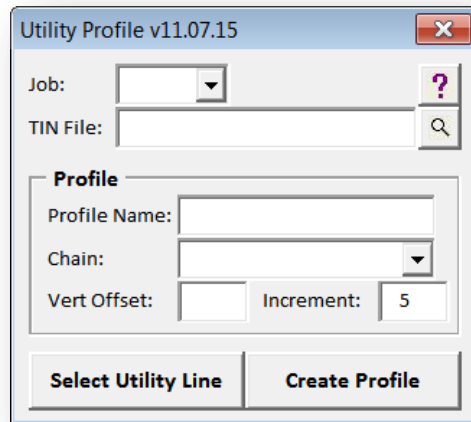 Utility Profile v11.07.15
Job:
?
TIN File:
Profile
Profile Name:
Chain:
Vert Offset:
Increment: 5
Select Utility Line
Create Profile